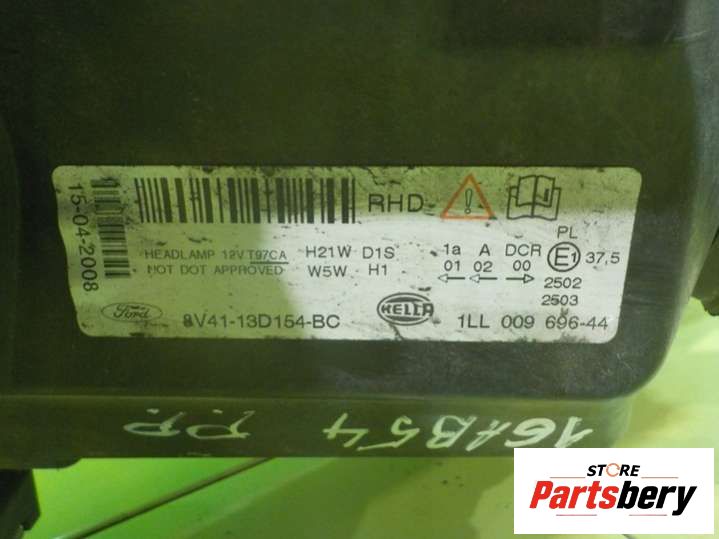 15-04-2008
RHD
HEADLAMP 12V T97CA
NOT DOT APPROVED
H21W D1S
W5W H1
1a A DCR
01 02 00
PL
E1 37,5
2502
2503
Ford
8V41-13D154-BC
HELLA
1LL 009 696-44
16AB54 P.P.
STORE
Partsbery